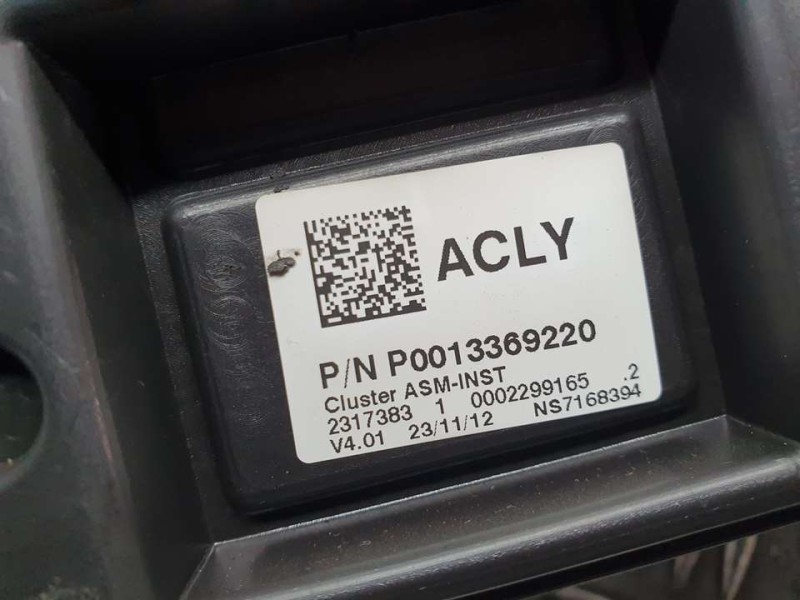 ACLY
P/N P0013369220
Cluster ASM-INST
2317383 1 0002299165 .2
V4.01 23/11/12 NS7168394